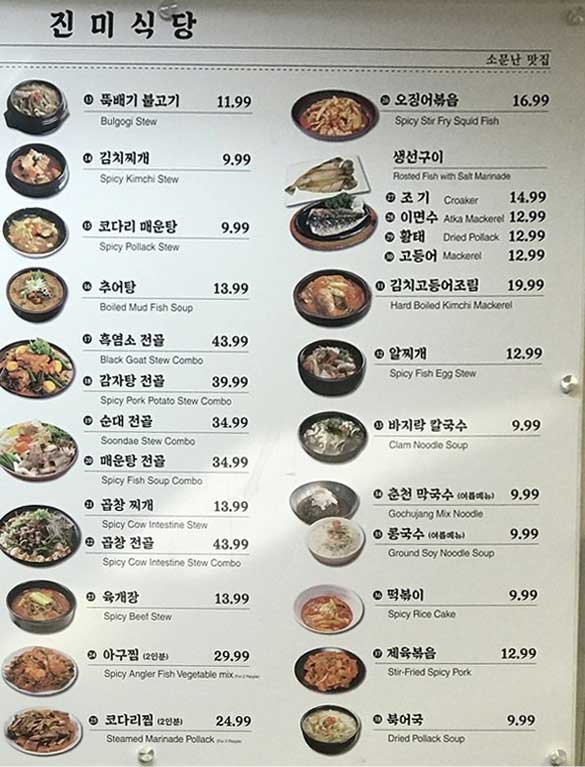 진미식당
소문난 맛집
13 뚝배기 불고기 11.99
Bulgogi Stew
14 김치찌개 9.99
Spicy Kimchi Stew
15 코다리 매운탕 9.99
Spicy Pollack Stew
16 추어탕 13.99
Boiled Mud Fish Soup
17 흑염소 전골 43.99
Black Goat Stew Combo
18 감자탕 전골 39.99
Spicy Pork Potato Stew Combo
19 순대 전골 34.99
Soondae Stew Combo
20 매운탕 전골 34.99
Spicy Fish Soup Combo
21 곱창 찌개 13.99
Spicy Cow Intestine Stew
22 곱창 전골 43.99
Spicy Cow Intestine Stew Combo
23 육개장 13.99
Spicy Beef Stew
24 아구찜 (2인분) 29.99
Spicy Angler Fish Vegetable mix (For 2 People)
25 코다리찜 (2인분) 24.99
Steamed Marinade Pollack (For 2 People)
26 오징어볶음 16.99
Spicy Stir Fry Squid Fish
생선구이
Rosted Fish with Salt Marinade
27 조기 Croaker 14.99
28 이면수 Atka Mackerel 12.99
29 황태 Dried Pollack 12.99
30 고등어 Mackerel 12.99
31 김치고등어조림 19.99
Hard Boiled Kimchi Mackerel
32 알찌개 12.99
Spicy Fish Egg Stew
33 바지락 칼국수 9.99
Clam Noodle Soup
34 춘천 막국수 (여름메뉴) 9.99
Gochujang Mix Noodle
35 콩국수 (여름메뉴) 9.99
Ground Soy Noodle Soup
36 떡볶이 9.99
Spicy Rice Cake
37 제육볶음 12.99
Stir-Fried Spicy Pork
38 북어국 9.99
Dried Pollack Soup